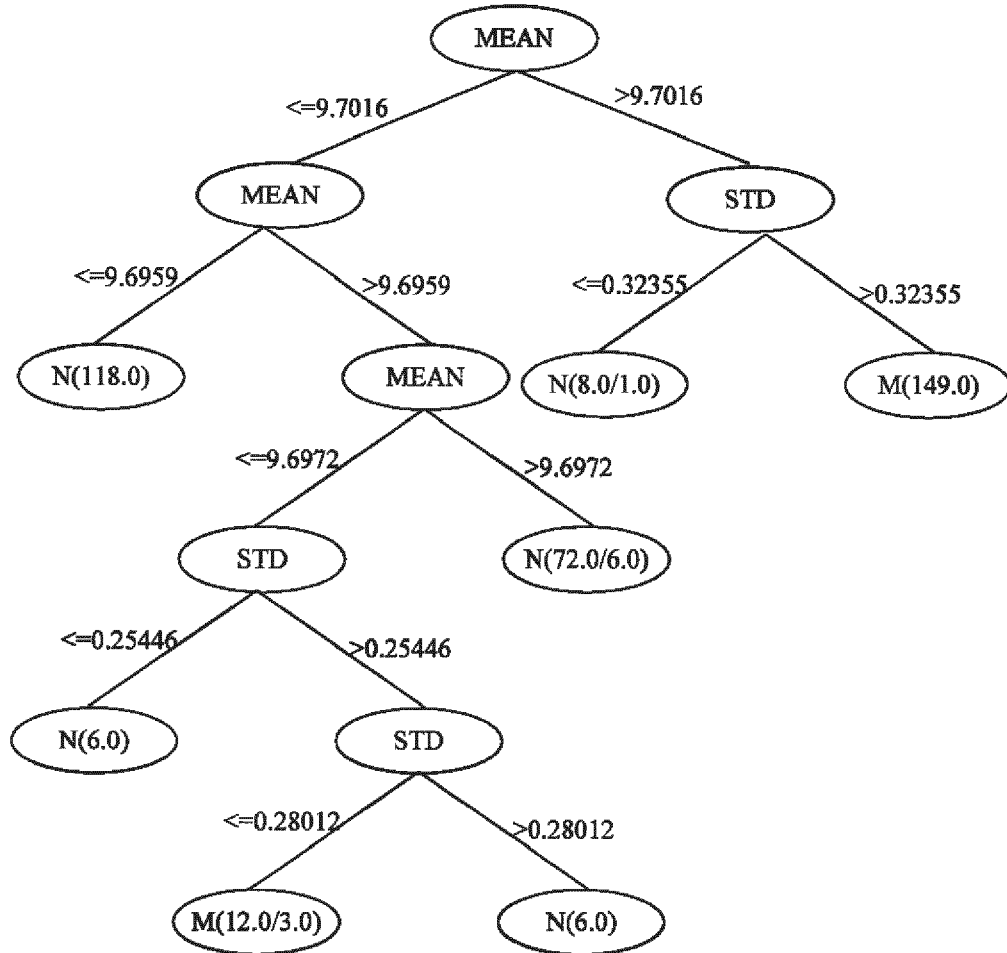 MEAN
<=9.7016
>9.7016
MEAN
STD
<=9.6959
>9.6959
<=0.32355
>0.32355
N(118.0)
MEAN
N(8.0/1.0)
M(149.0)
<=9.6972
>9.6972
STD
N(72.0/6.0)
<=0.25446
>0.25446
N(6.0)
STD
<=0.28012
>0.28012
M(12.0/3.0)
N(6.0)